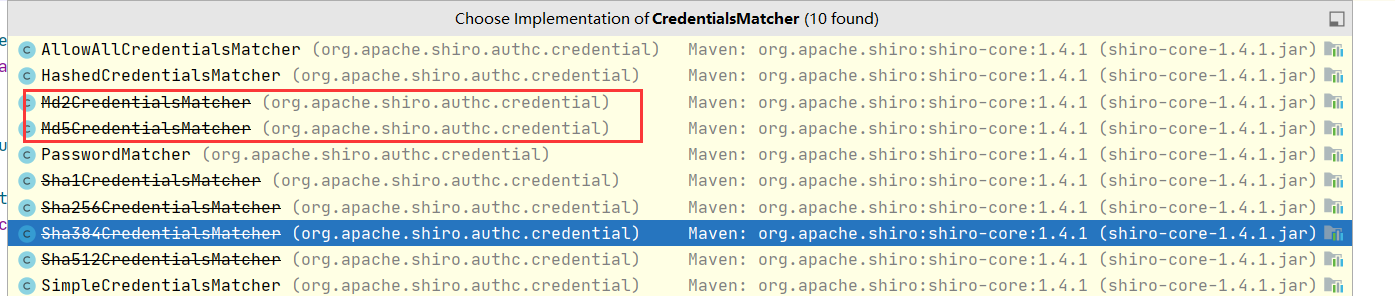 Choose Implementation of CredentialsMatcher (10 found)
AllowAllCredentialsMatcher (org.apache.shiro.authc.credential) Maven: org.apache.shiro:shiro-core:1.4.1 (shiro-core-1.4.1.jar)
HashedCredentialsMatcher (org.apache.shiro.authc.credential) Maven: org.apache.shiro:shiro-core:1.4.1 (shiro-core-1.4.1.jar)
Md2CredentialsMatcher (org.apache.shiro.authc.credential) Maven: org.apache.shiro:shiro-core:1.4.1 (shiro-core-1.4.1.jar)
Md5CredentialsMatcher (org.apache.shiro.authc.credential) Maven: org.apache.shiro:shiro-core:1.4.1 (shiro-core-1.4.1.jar)
PasswordMatcher (org.apache.shiro.authc.credential) Maven: org.apache.shiro:shiro-core:1.4.1 (shiro-core-1.4.1.jar)
Sha1CredentialsMatcher (org.apache.shiro.authc.credential) Maven: org.apache.shiro:shiro-core:1.4.1 (shiro-core-1.4.1.jar)
Sha256CredentialsMatcher (org.apache.shiro.authc.credential) Maven: org.apache.shiro:shiro-core:1.4.1 (shiro-core-1.4.1.jar)
Sha384CredentialsMatcher (org.apache.shiro.authc.credential) Maven: org.apache.shiro:shiro-core:1.4.1 (shiro-core-1.4.1.jar)
Sha512CredentialsMatcher (org.apache.shiro.authc.credential) Maven: org.apache.shiro:shiro-core:1.4.1 (shiro-core-1.4.1.jar)
SimpleCredentialsMatcher (org.apache.shiro.authc.credential) Maven: org.apache.shiro:shiro-core:1.4.1 (shiro-core-1.4.1.jar)